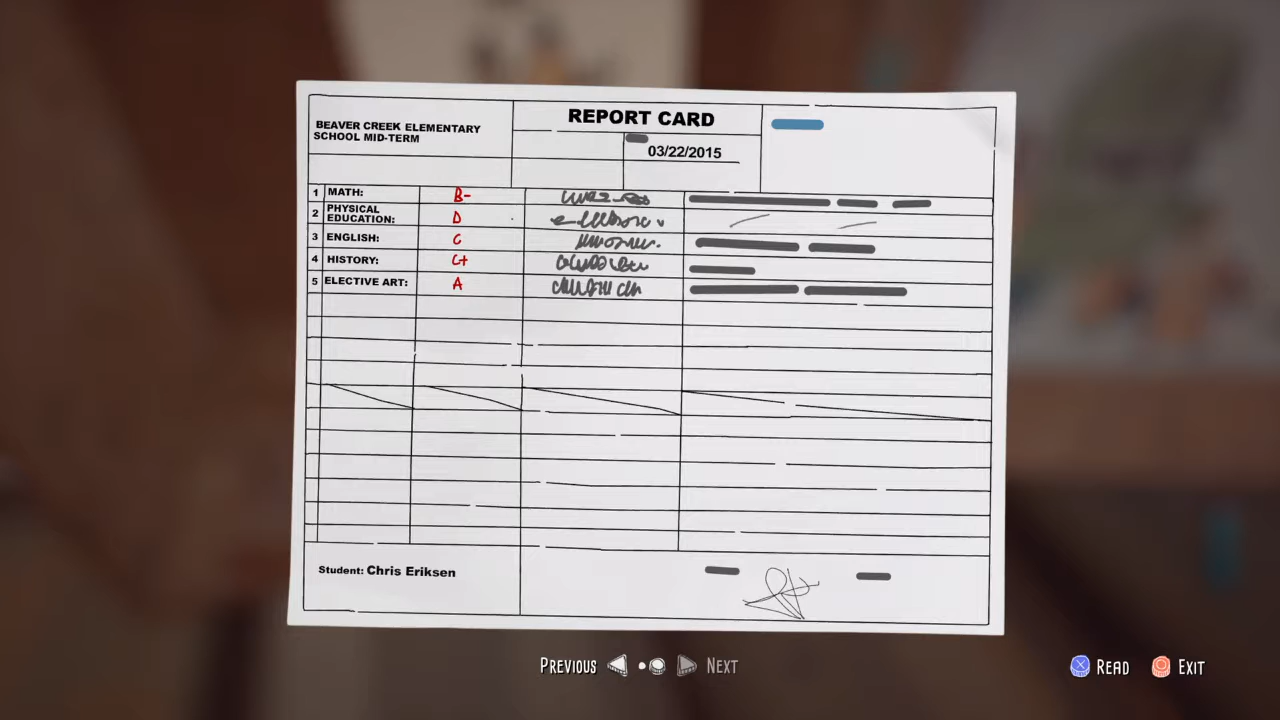 BEAVER CREEK ELEMENTARY
SCHOOL MID-TERM
REPORT CARD
03/22/2015
1 MATH: B-
2 PHYSICAL EDUCATION: D
3 ENGLISH: C
4 HISTORY: C+
5 ELECTIVE ART: A
Student: Chris Eriksen
PREVIOUS NEXT
READ EXIT